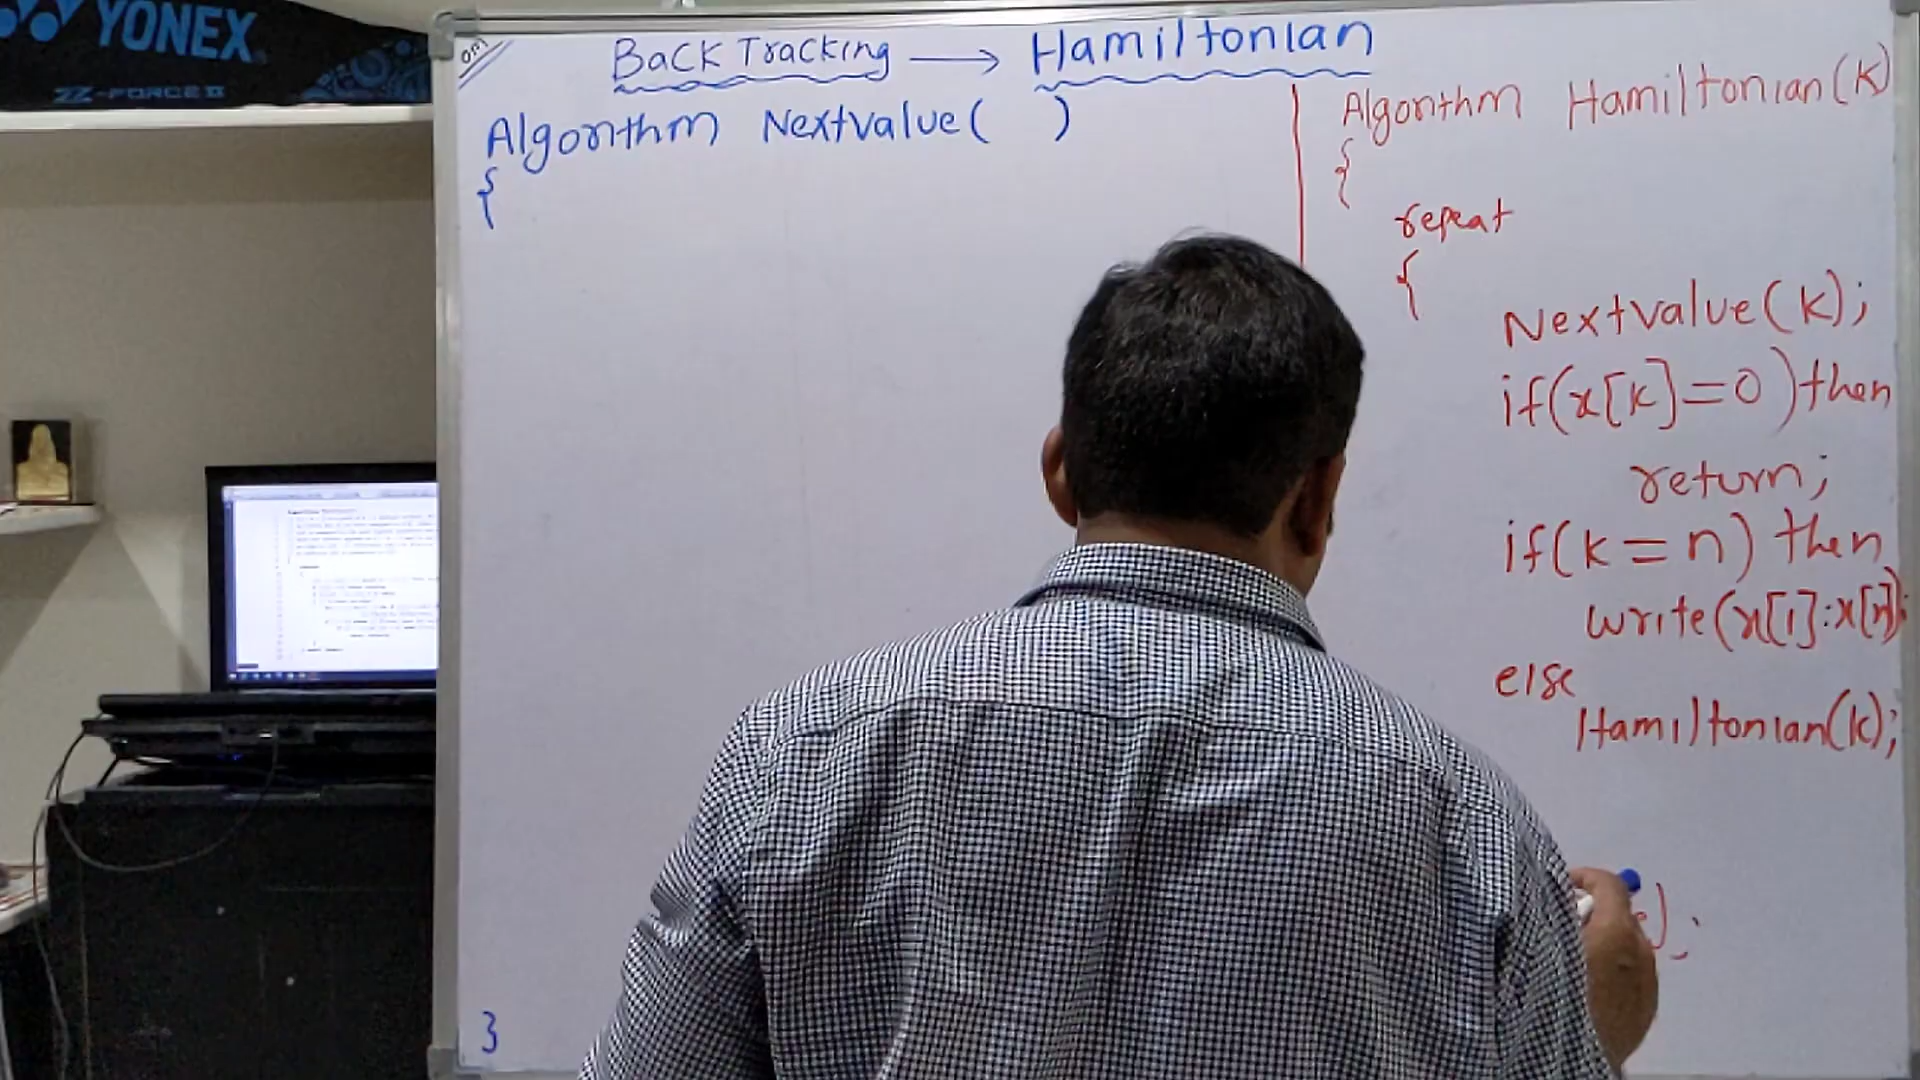 YONEX
ZZ-FORCE II
om
Back Tracking → Hamiltonian
Algorithm Nextvalue( )
{
}
Algorithm Hamiltonian(k)
{
repeat
{
Nextvalue(k);
if(x[k]=0)then
return;
if(k=n) then
write(x[1]:x[n]);
else
Hamiltonian(k);
);